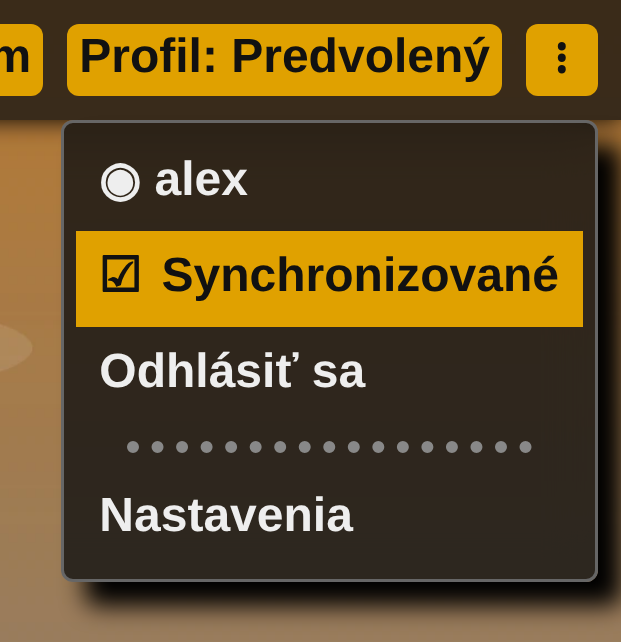 m Profil: Predvolený ⋮
◉ alex
☑ Synchronizované
Odhlásiť sa
Nastavenia